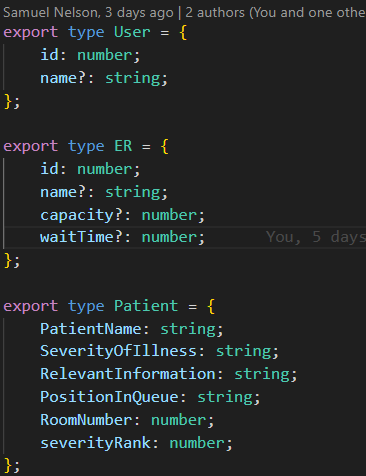 Samuel Nelson, 3 days ago | 2 authors (You and one othe
export type User = {
    id: number;
    name?: string;
};
export type ER = {
    id: number;
    name?: string;
    capacity?: number;
    waitTime?: number;    You, 5 days
};
export type Patient = {
    PatientName: string;
    SeverityOfIllness: string;
    RelevantInformation: string;
    PositionInQueue: string;
    RoomNumber: number;
    severityRank: number;
};